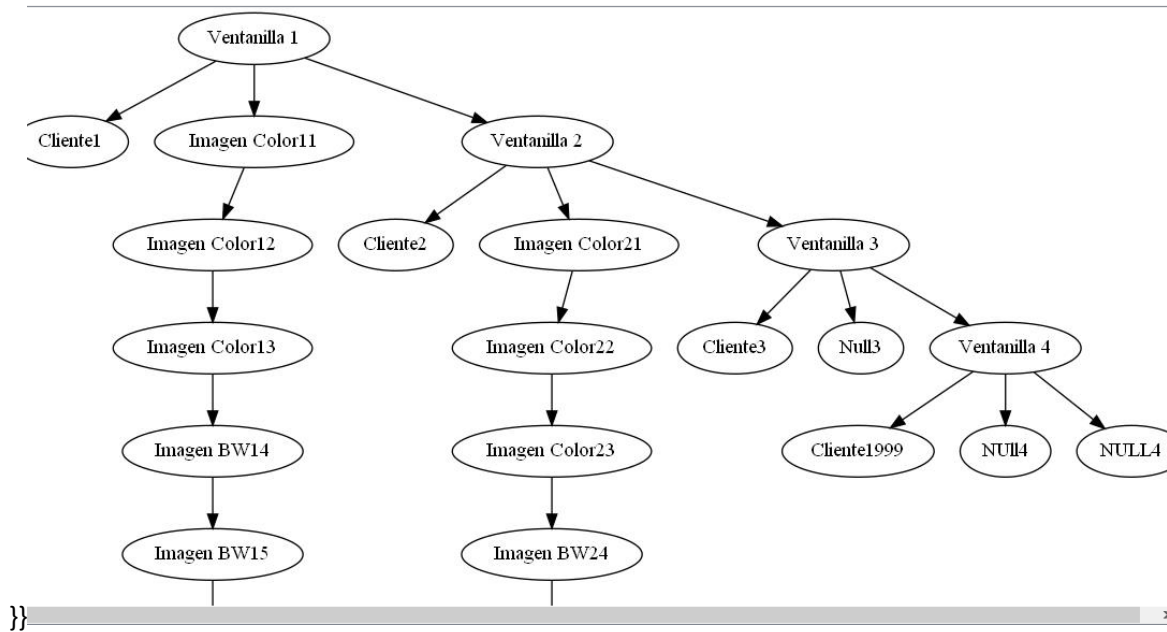 Ventanilla 1
Cliente1
Imagen Color11
Ventanilla 2
Imagen Color12
Cliente2
Imagen Color21
Ventanilla 3
Imagen Color13
Imagen Color22
Cliente3
Null3
Ventanilla 4
Imagen BW14
Imagen Color23
Cliente1999
NUll4
NULL4
Imagen BW15
Imagen BW24
}}